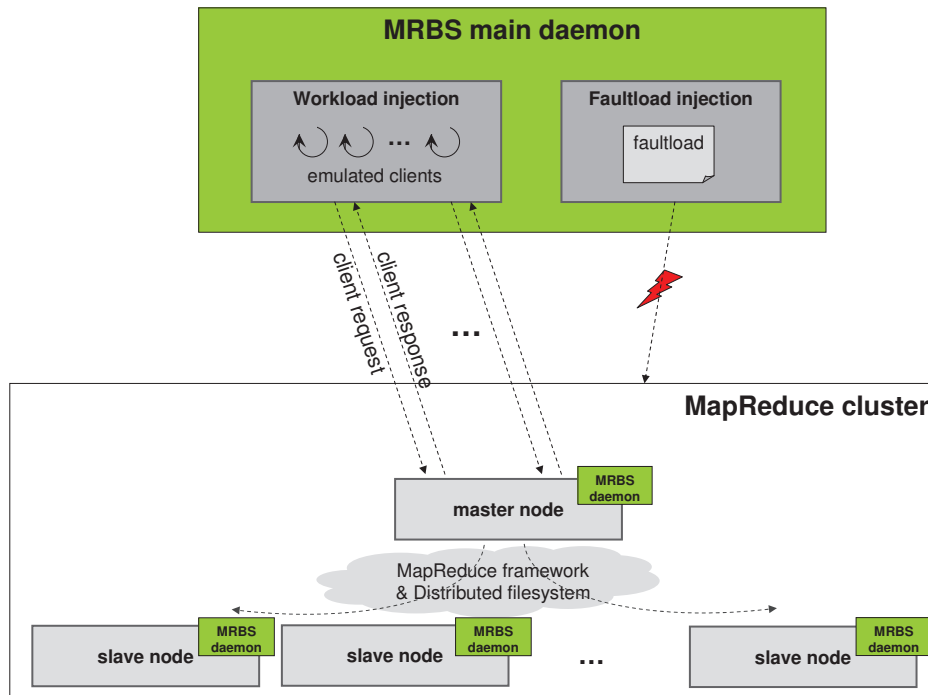 MRBS main daemon
Workload injection
...
emulated clients
Faultload injection
faultload
client request
client response
...
MapReduce cluster
MRBS
daemon
master node
MapReduce framework
& Distributed filesystem
MRBS
daemon
slave node
MRBS
daemon
slave node
...
MRBS
daemon
slave node